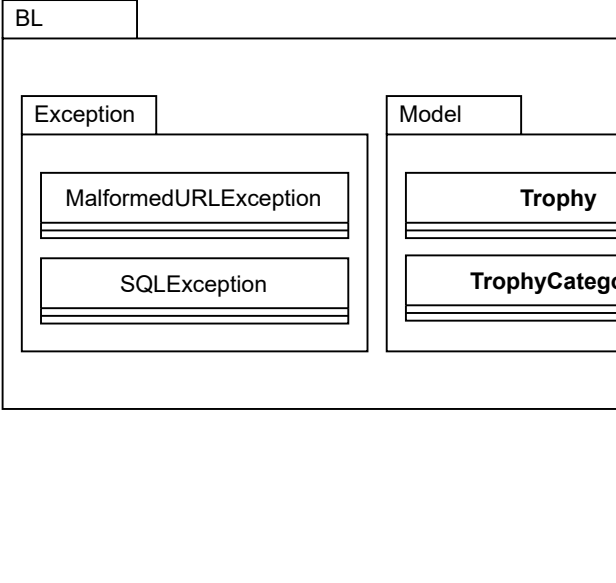 BL
Exception
Model
MalformedURLException
Trophy
SQLException
TrophyCatego